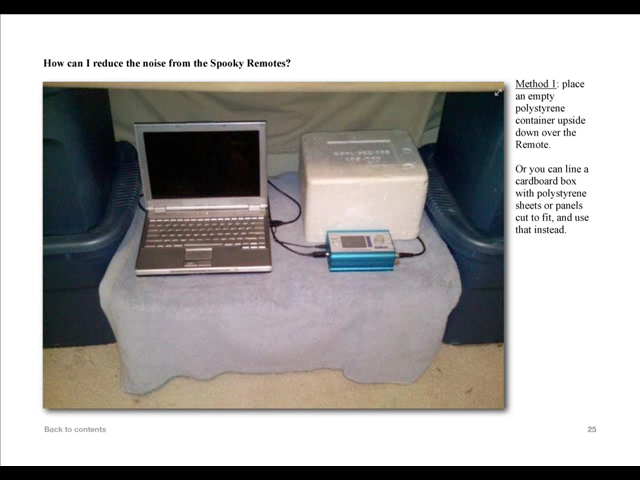 How can I reduce the noise from the Spooky Remotes?
Method 1: place
an empty
polystyrene
container upside
down over the
Remote.
Or you can line a
cardboard box
with polystyrene
sheets or panels
cut to fit, and use
that instead.
Back to contents
25